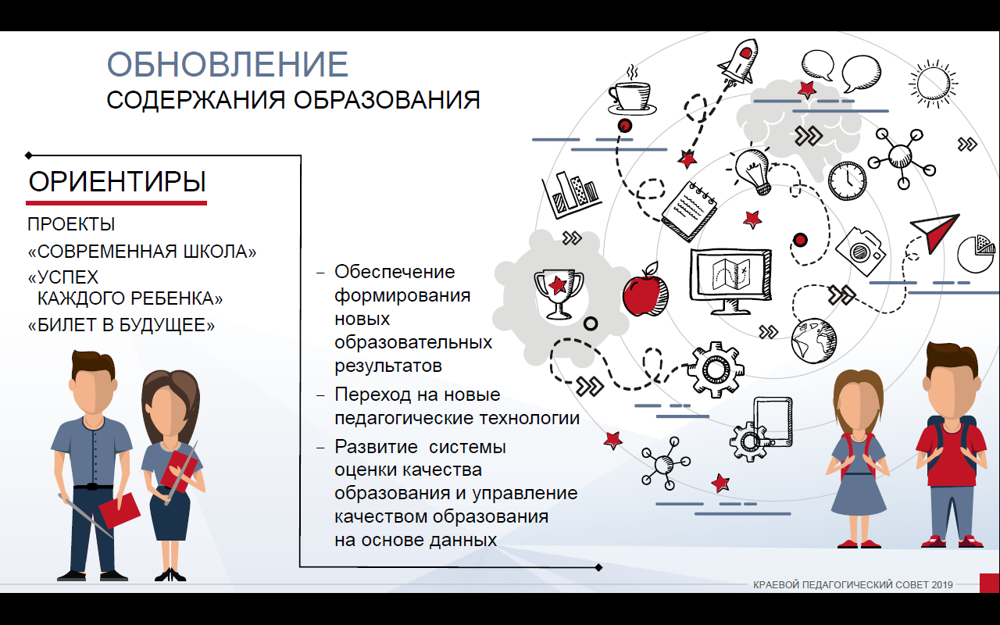 ОБНОВЛЕНИЕ
СОДЕРЖАНИЯ ОБРАЗОВАНИЯ
ОРИЕНТИРЫ
ПРОЕКТЫ
«СОВРЕМЕННАЯ ШКОЛА»
«УСПЕХ
КАЖДОГО РЕБЕНКА»
«БИЛЕТ В БУДУЩЕЕ»
– Обеспечение
формирования
новых
образовательных
результатов
– Переход на новые
педагогические технологии
– Развитие системы
оценки качества
образования и управление
качеством образования
на основе данных
КРАЕВОЙ ПЕДАГОГИЧЕСКИЙ СОВЕТ 2019